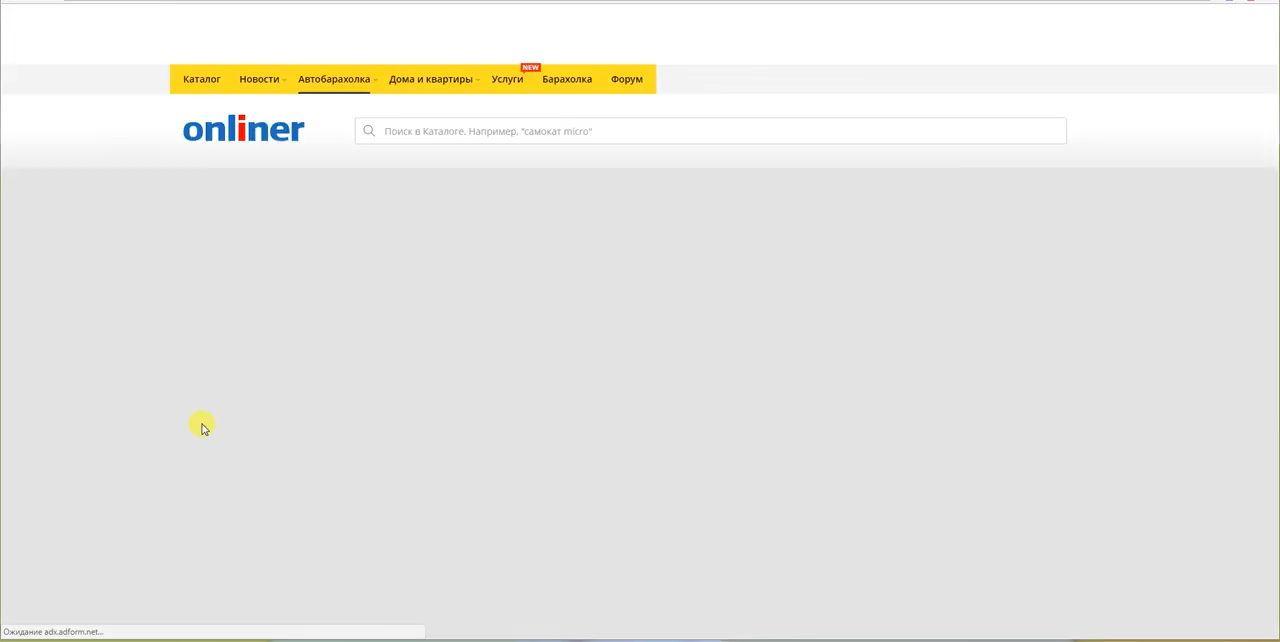 NEW
Каталог Новости Автобарахолка Дома и квартиры Услуги Барахолка Форум
onliner
Поиск в Каталоге. Например, "самокат micro"
Ожидание adx.adform.net...